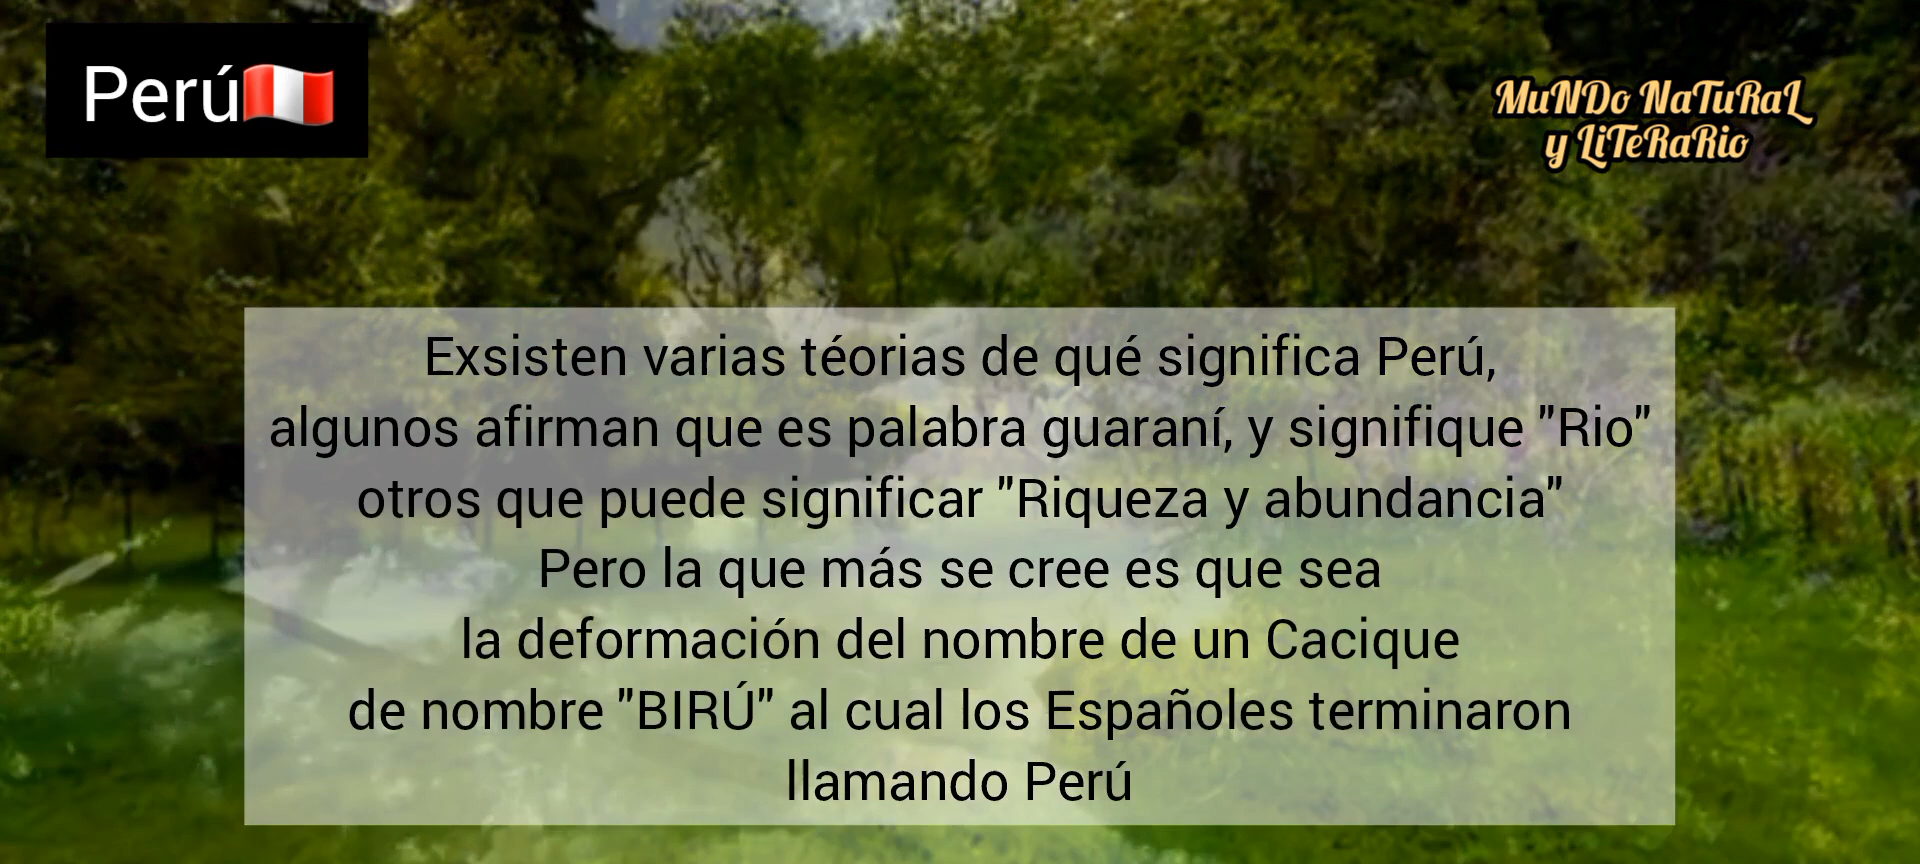 Perú🇵🇪
MuNDo NaTuRaL
y LiTeRaRio
Exsisten varias téorias de qué significa Perú,
algunos afirman que es palabra guaraní, y signifique "Rio"
otros que puede significar "Riqueza y abundancia"
Pero la que más se cree es que sea
la deformación del nombre de un Cacique
de nombre "BIRÚ" al cual los Españoles terminaron
llamando Perú